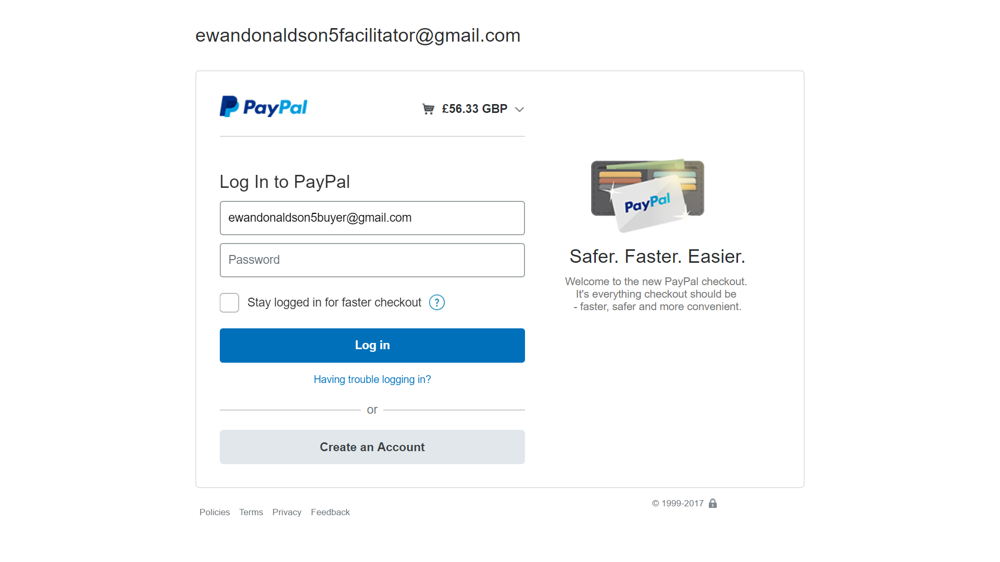 ewandonaldson5facilitator@gmail.com
PayPal
£56.33 GBP
Log In to PayPal
ewandonaldson5buyer@gmail.com
Password
Stay logged in for faster checkout ?
Log in
Having trouble logging in?
or
Create an Account
PayPal
Safer. Faster. Easier.
Welcome to the new PayPal checkout.
It's everything checkout should be
- faster, safer and more convenient.
Policies Terms Privacy Feedback
© 1999-2017